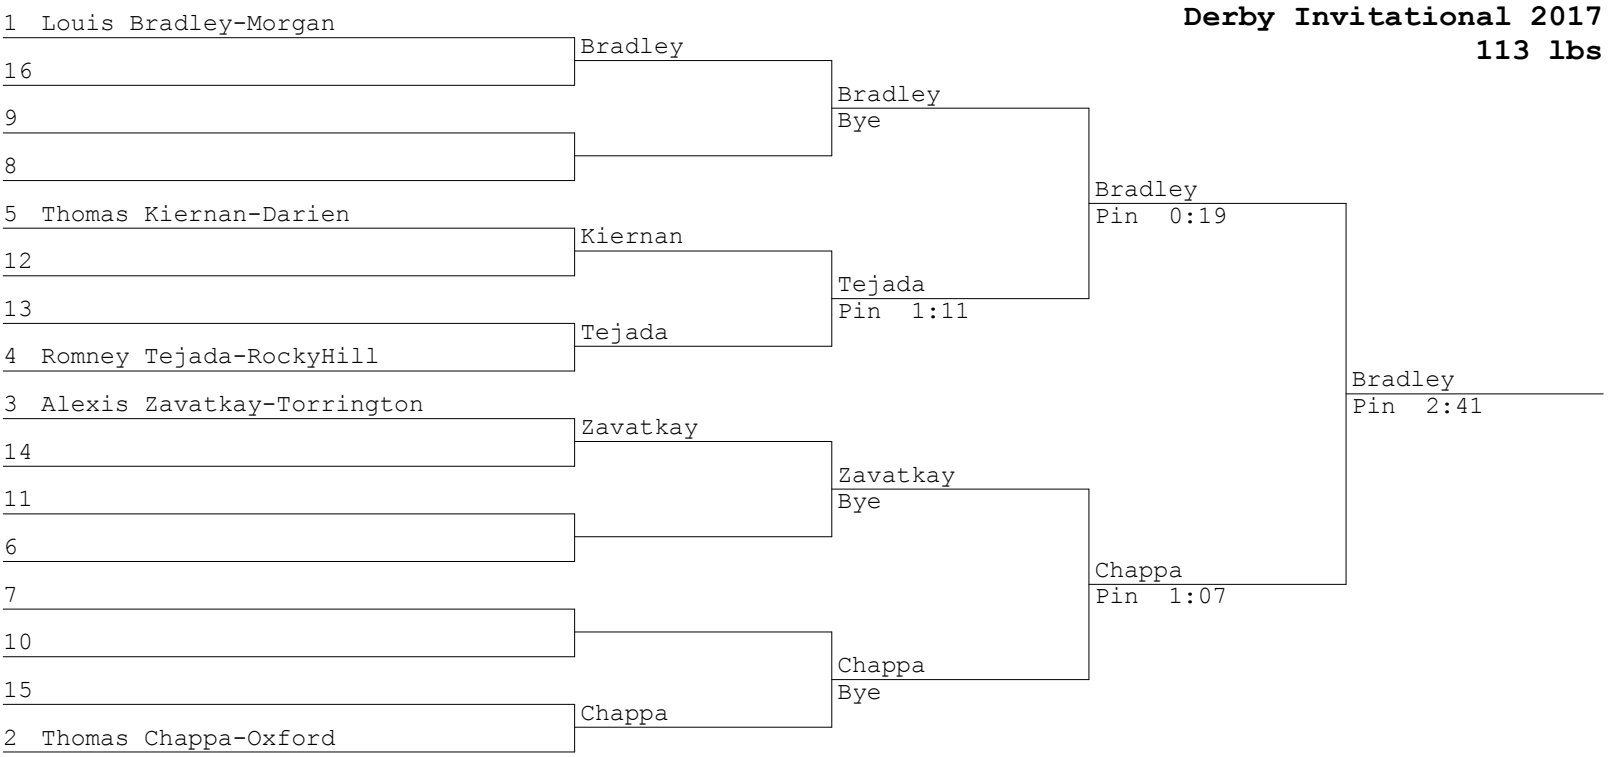 Derby Invitational 2017
113 lbs
1 Louis Bradley-Morgan
16
9
8
5 Thomas Kiernan-Darien
12
13
4 Romney Tejada-RockyHill
3 Alexis Zavatkay-Torrington
14
11
6
7
10
15
2 Thomas Chappa-Oxford
Bradley
Kiernan
Tejada
Zavatkay
Chappa
Bradley
Bye
Tejada
Pin 1:11
Zavatkay
Bye
Chappa
Bye
Bradley
Pin 0:19
Chappa
Pin 1:07
Bradley
Pin 2:41